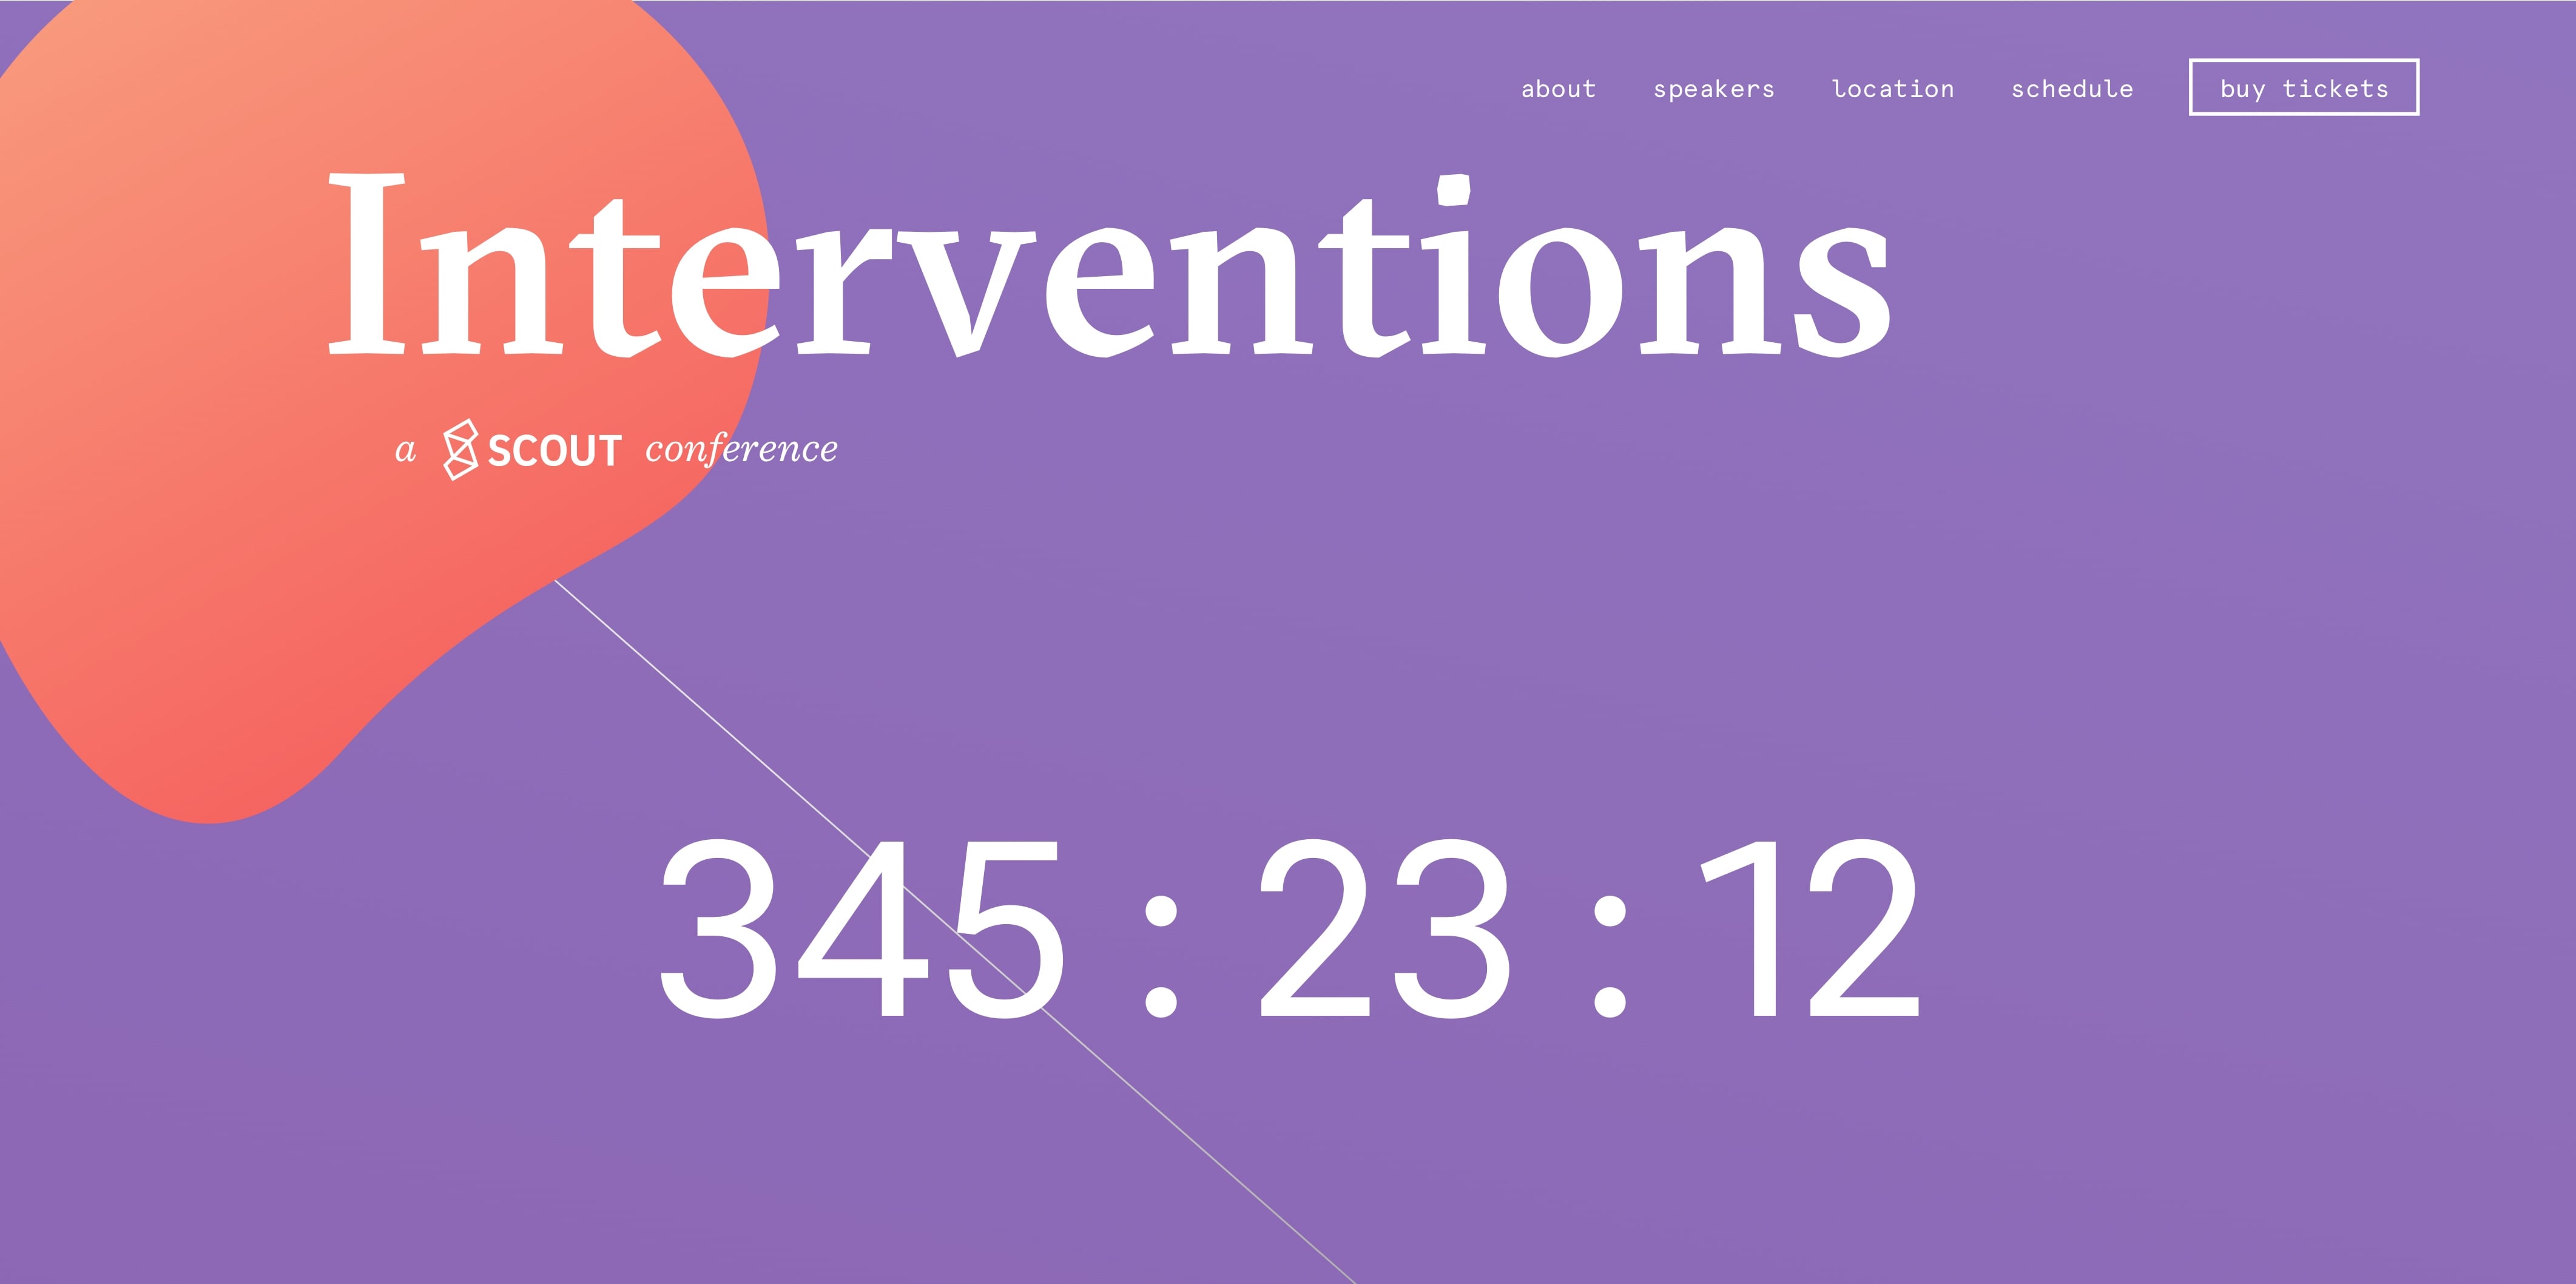 about speakers location schedule buy tickets
Interventions
a SCOUT conference
345:23:12